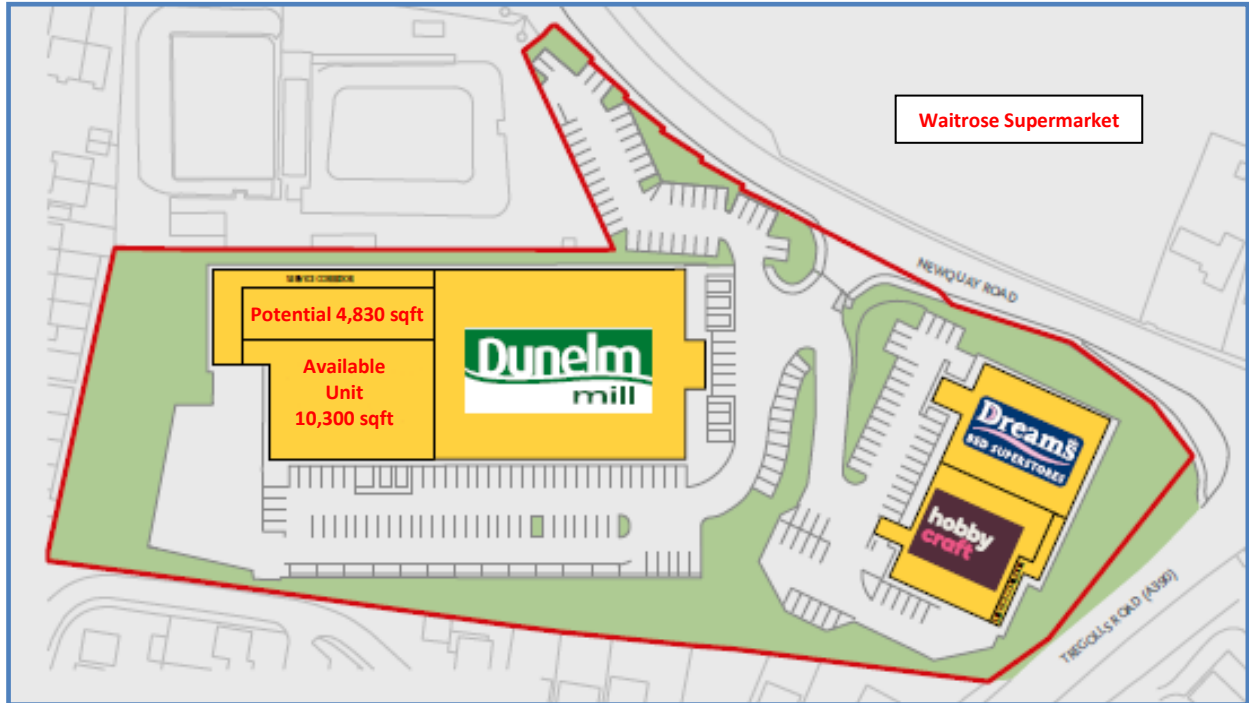 Waitrose Supermarket
NEWQUAY ROAD
SERVICE CORRIDOR
Potential 4,830 sqft
Available
Unit
10,300 sqft
Dunelm
mill
Dreams
BED SUPERSTORES
hobby
craft
TREGOLLS ROAD (A390)